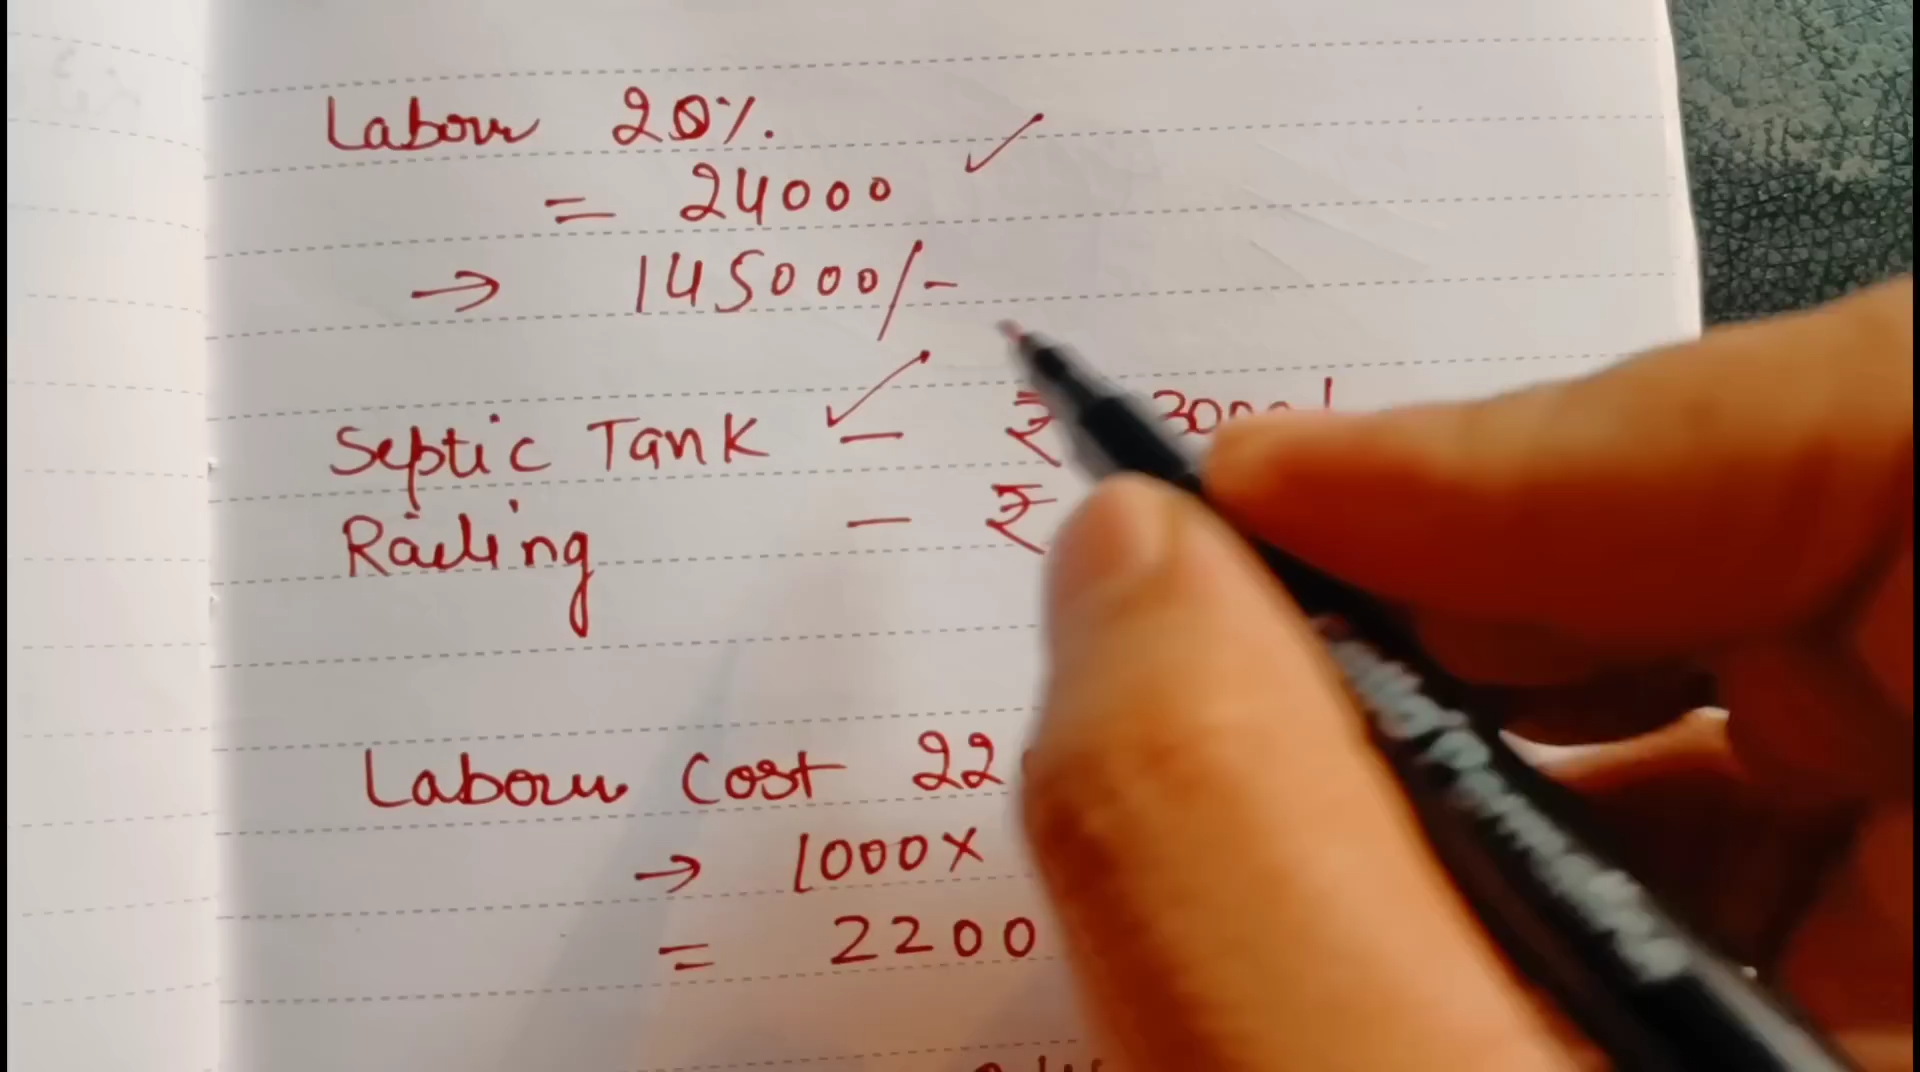 Labour 20%.
= 24000
→ 145000/-
Septic Tank - ₹
Railing - ₹
Labour Cost 22
→ 1000x
= 2200